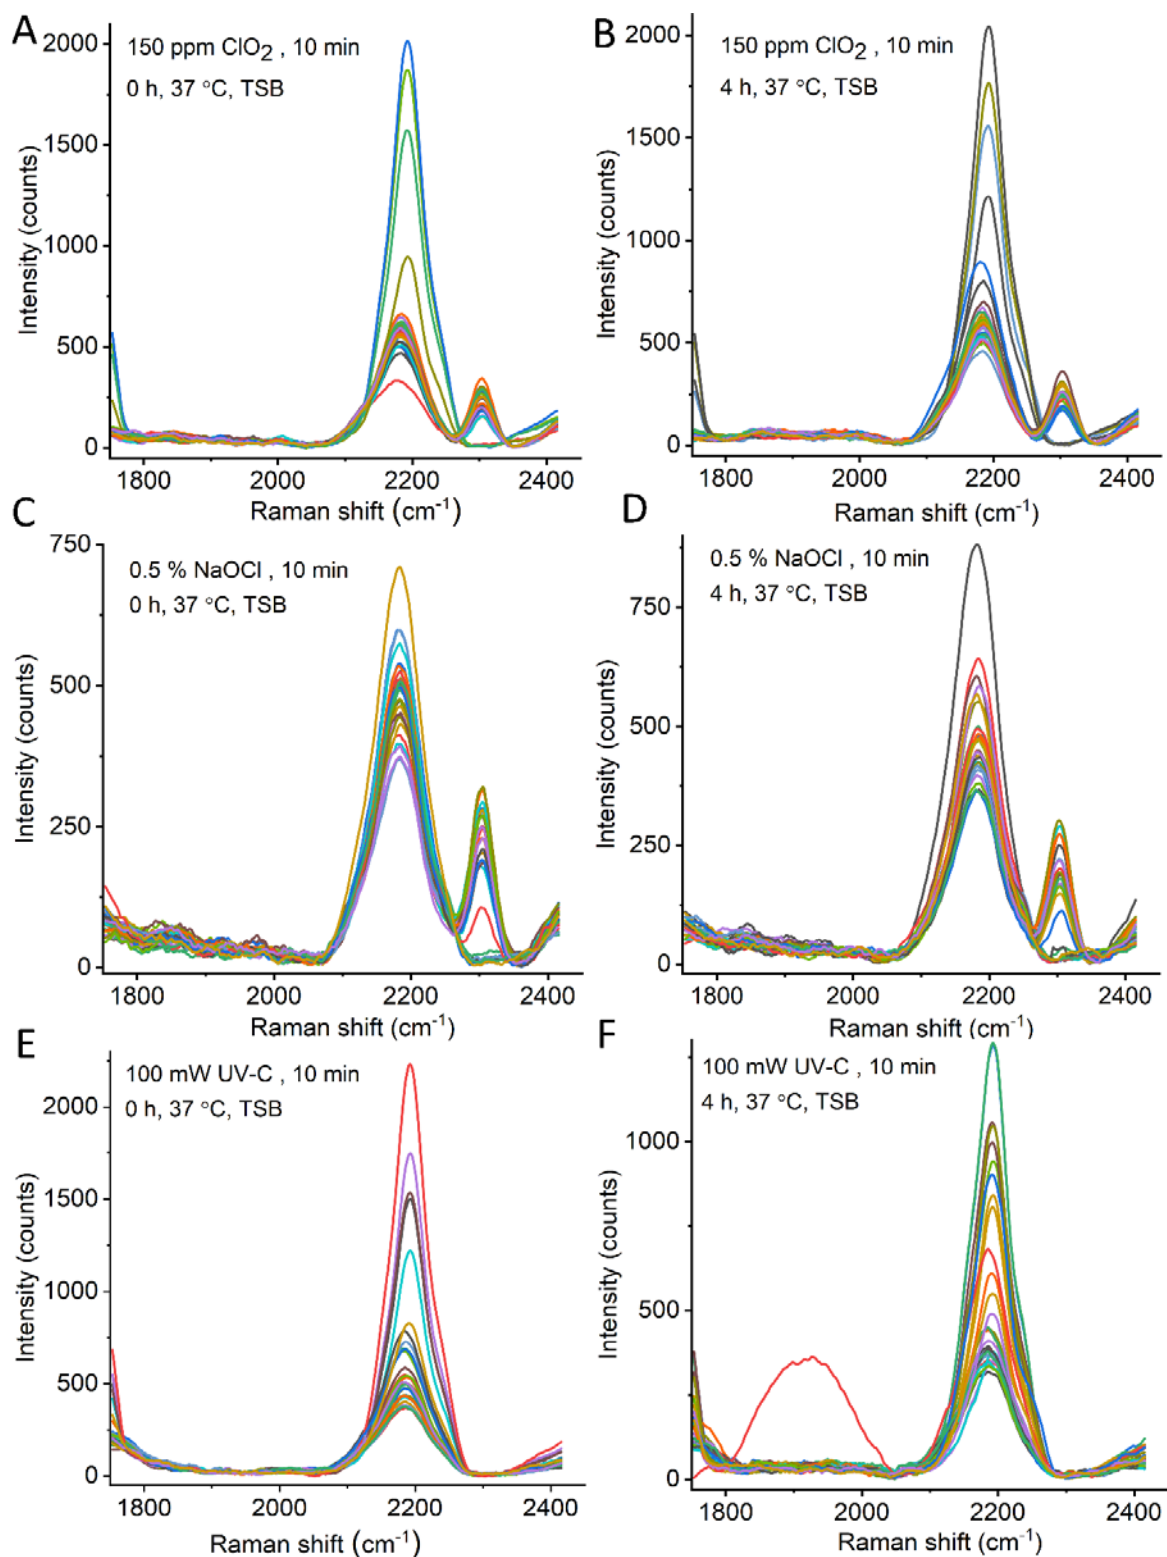 A
150 ppm ClO₂ , 10 min
0 h, 37 °C, TSB
2000
1500
1000
500
0
Intensity (counts)
1800 2000 2200 2400
Raman shift (cm⁻¹)
B
150 ppm ClO₂ , 10 min
4 h, 37 °C, TSB
2000
1500
1000
500
0
Intensity (counts)
1800 2000 2200 2400
Raman shift (cm⁻¹)
C
0.5 % NaOCl , 10 min
0 h, 37 °C, TSB
750
500
250
0
Intensity (counts)
1800 2000 2200 2400
Raman shift (cm⁻¹)
D
0.5 % NaOCl , 10 min
4 h, 37 °C, TSB
750
500
250
0
Intensity (counts)
1800 2000 2200 2400
Raman shift (cm⁻¹)
E
100 mW UV-C , 10 min
0 h, 37 °C, TSB
2000
1500
1000
500
0
Intensity (counts)
1800 2000 2200 2400
Raman shift (cm⁻¹)
F
100 mW UV-C , 10 min
4 h, 37 °C, TSB
1000
500
0
Intensity (counts)
1800 2000 2200 2400
Raman shift (cm⁻¹)